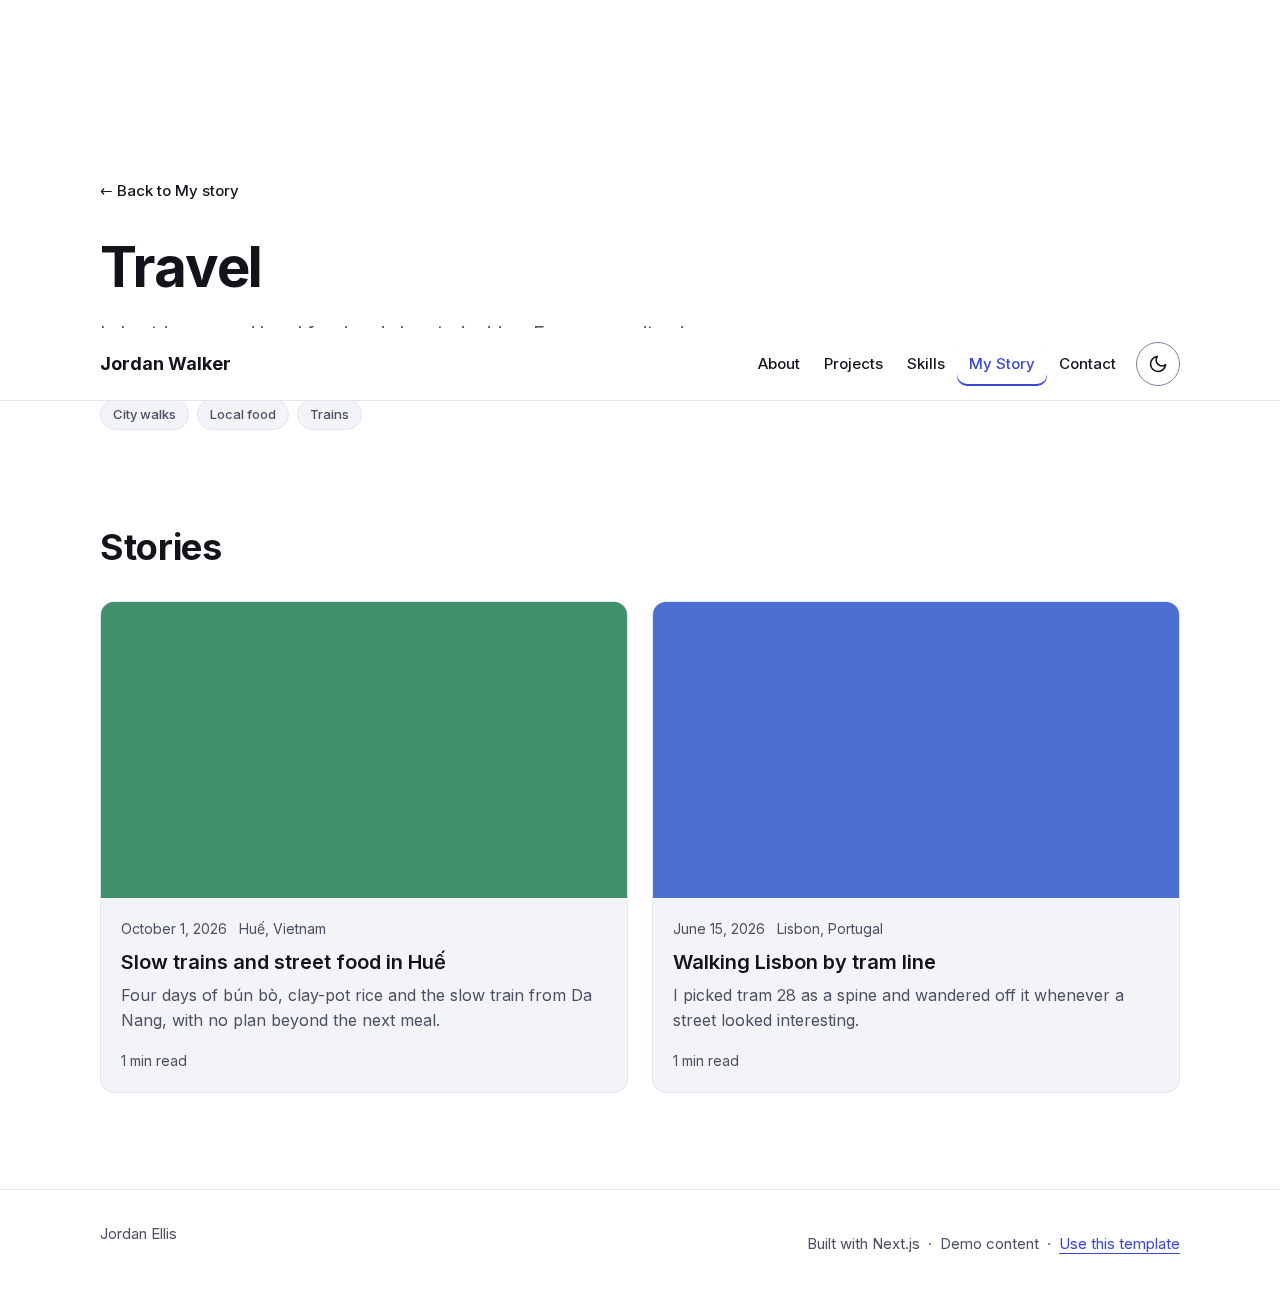 ← Back to My story
Travel
Jordan Walker
About
Projects
Skills
My Story
Contact
City walks
Local food
Trains
Stories
October 1, 2026 Huế, Vietnam
Slow trains and street food in Huế
Four days of bún bò, clay-pot rice and the slow train from Da
Nang, with no plan beyond the next meal.
1 min read
June 15, 2026 Lisbon, Portugal
Walking Lisbon by tram line
I picked tram 28 as a spine and wandered off it whenever a
street looked interesting.
1 min read
Jordan Ellis
Built with Next.js · Demo content · Use this template